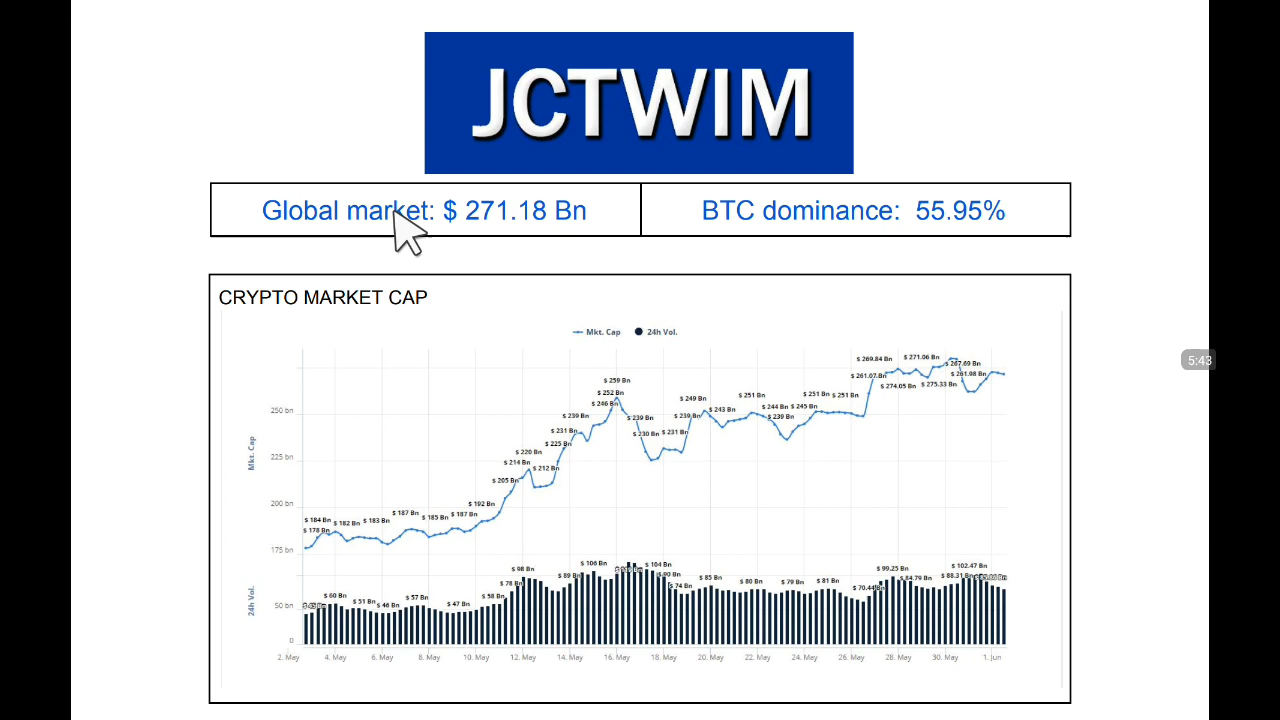 JCTWIM
Global market: $ 271.18 Bn
BTC dominance: 55.95%
CRYPTO MARKET CAP
Mkt. Cap
24h Vol.
5:43
$ 269.84 Bn
$ 271.06 Bn
$ 267.69 Bn
$ 261.07 Bn
$ 274.05 Bn
$ 275.33 Bn
$ 261.98 Bn
$ 259 Bn
$ 252 Bn
$ 246 Bn
$ 239 Bn
$ 231 Bn
$ 225 Bn
$ 220 Bn
$ 214 Bn
$ 212 Bn
$ 205 Bn
$ 192 Bn
$ 239 Bn
$ 230 Bn
$ 231 Bn
$ 249 Bn
$ 239 Bn
$ 243 Bn
$ 251 Bn
$ 244 Bn
$ 239 Bn
$ 245 Bn
$ 251 Bn
$ 251 Bn
$ 184 Bn
$ 178 Bn
$ 182 Bn
$ 183 Bn
$ 187 Bn
$ 185 Bn
$ 187 Bn
250 bn
225 bn
200 bn
175 bn
50 bn
0
Mkt. Cap
24h Vol.
$ 60 Bn
$ 51 Bn
$ 46 Bn
$ 57 Bn
$ 47 Bn
$ 58 Bn
$ 78 Bn
$ 98 Bn
$ 89 Bn
$ 106 Bn
$ 104 Bn
$ 90 Bn
$ 74 Bn
$ 85 Bn
$ 80 Bn
$ 79 Bn
$ 81 Bn
$ 70.44 Bn
$ 99.25 Bn
$ 84.79 Bn
$ 88.31 Bn
$ 102.47 Bn
2. May
4. May
6. May
8. May
10. May
12. May
14. May
16. May
18. May
20. May
22. May
24. May
26. May
28. May
30. May
1. Jun